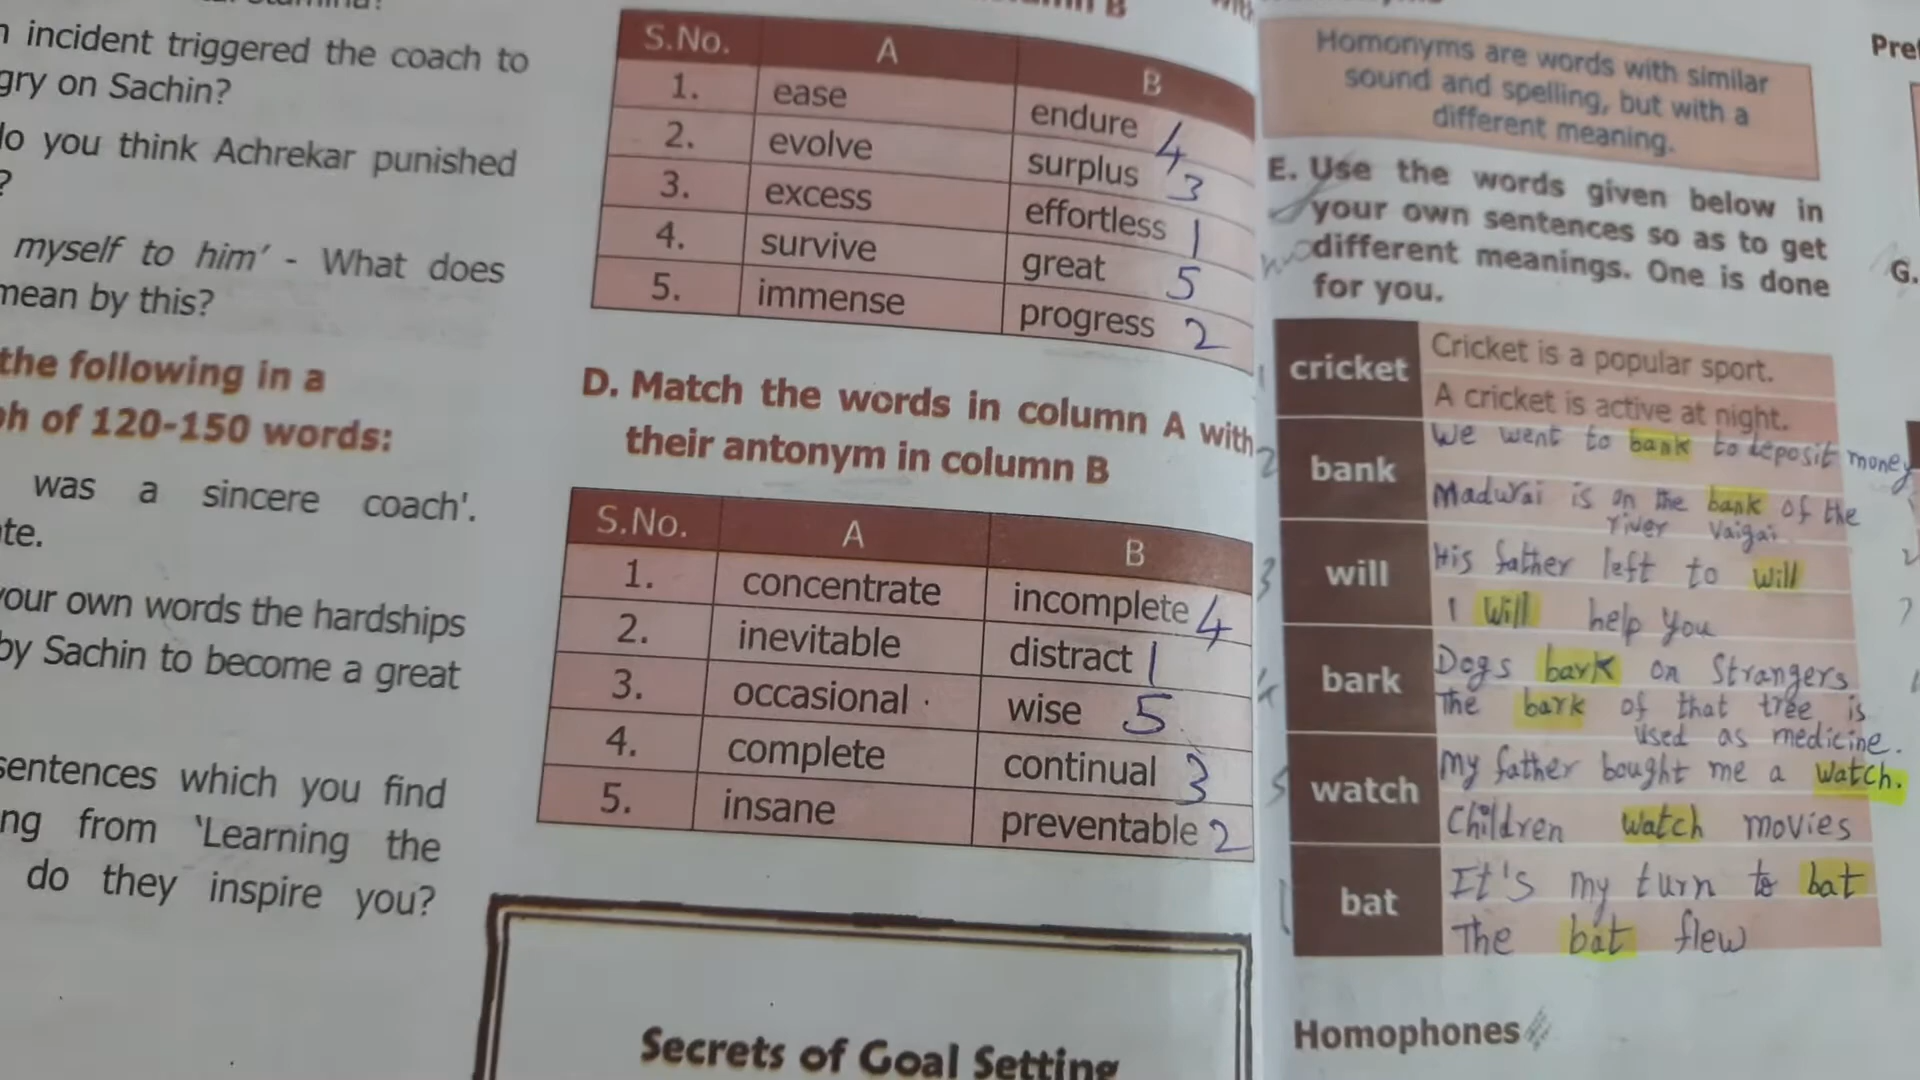 incident triggered the coach to
gry on Sachin?
you think Achrekar punished
?
myself to him' - What does
mean by this?
the following in a
of 120-150 words:
was a sincere coach'.
te.
your own words the hardships
by Sachin to become a great
sentences which you find
ng from 'Learning the
do they inspire you?
B
S.No. A B
1. ease endure 4
2. evolve surplus 3
3. excess effortless 1
4. survive great 5
5. immense progress 2
D. Match the words in column A with
their antonym in column B
S.No. A B
1. concentrate incomplete 4
2. inevitable distract 1
3. occasional wise 5
4. complete continual 3
5. insane preventable 2
Secrets of Goal Setting
Homonyms are words with similar
sound and spelling, but with a
different meaning.
E. Use the words given below in
your own sentences so as to get
different meanings. One is done
for you.
cricket
Cricket is a popular sport.
A cricket is active at night.
bank
We went to bank to deposit money
Madurai is on the bank of the
river Vaigai
will
His father left to will
I will help you
bark
Dogs bark on Strangers
The bark of that tree is
used as medicine.
watch
My father bought me a watch.
Children watch movies
bat
It's my turn to bat
The bat flew
Homophones
G.